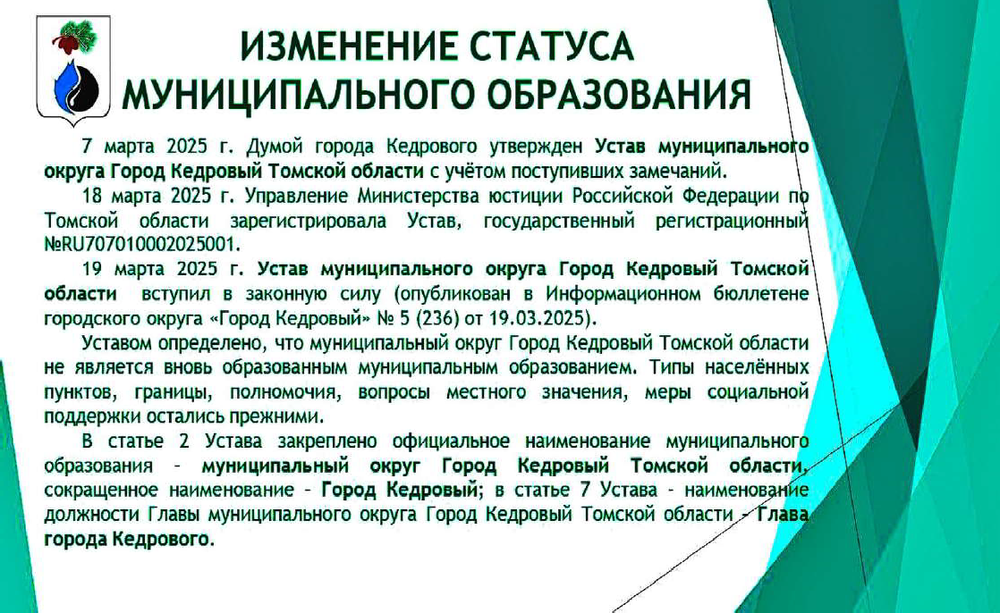 ИЗМЕНЕНИЕ СТАТУСА
МУНИЦИПАЛЬНОГО ОБРАЗОВАНИЯ
7 марта 2025 г. Думой города Кедрового утвержден Устав муниципального
округа Город Кедровый Томской области с учётом поступивших замечаний.
18 марта 2025 г. Управление Министерства юстиции Российской Федерации по
Томской области зарегистрировала Устав, государственный регистрационный
№RU707010002025001.
19 марта 2025 г. Устав муниципального округа Город Кедровый Томской
области вступил в законную силу (опубликован в Информационном бюллетене
городского округа «Город Кедровый» № 5 (236) от 19.03.2025).
Уставом определено, что муниципальный округ Город Кедровый Томской области
не является вновь образованным муниципальным образованием. Типы населённых
пунктов, границы, полномочия, вопросы местного значения, меры социальной
поддержки остались прежними.
В статье 2 Устава закреплено официальное наименование муниципального
образования – муниципальный округ Город Кедровый Томской области,
сокращенное наименование – Город Кедровый; в статье 7 Устава - наименование
должности Главы муниципального округа Город Кедровый Томской области – Глава
города Кедрового.